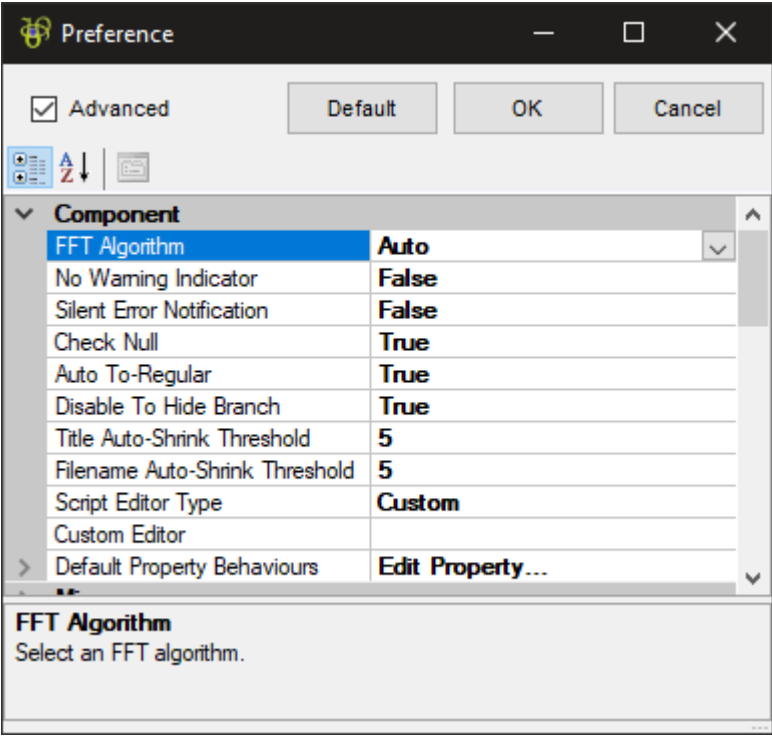 Preference
Advanced Default OK Cancel
Component
FFT Algorithm Auto
No Warning Indicator False
Silent Error Notification False
Check Null True
Auto To-Regular True
Disable To Hide Branch True
Title Auto-Shrink Threshold 5
Filename Auto-Shrink Threshold 5
Script Editor Type Custom
Custom Editor
Default Property Behaviours Edit Property...
FFT Algorithm
Select an FFT algorithm.